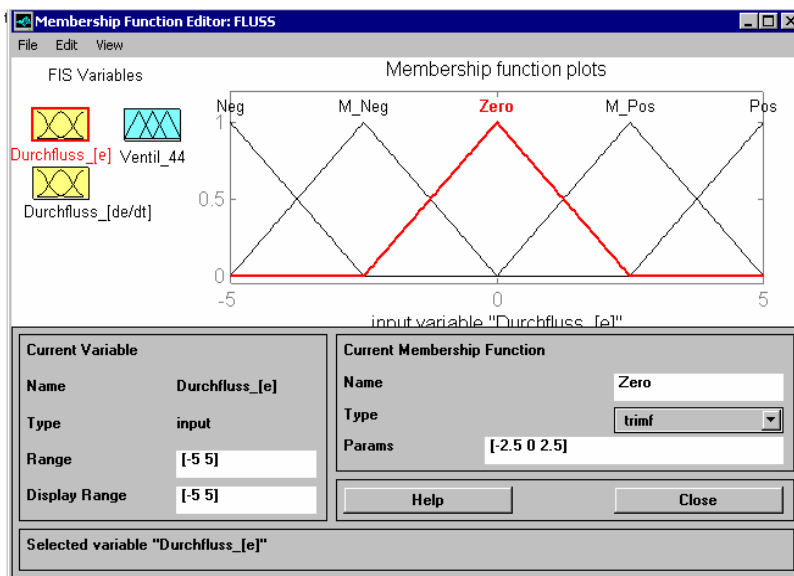 Membership Function Editor: FLUSS
File Edit View
FIS Variables
Membership function plots
Neg M_Neg Zero M_Pos Pos
1
0.5
0
-5 0 5
input variable "Durchfluss_[e]"
Durchfluss_[e] Ventil_44
Durchfluss_[de/dt]
Current Variable
Name Durchfluss_[e]
Type input
Range [-5 5]
Display Range [-5 5]
Current Membership Function
Name Zero
Type trimf
Params [-2.5 0 2.5]
Help Close
Selected variable "Durchfluss_[e]"